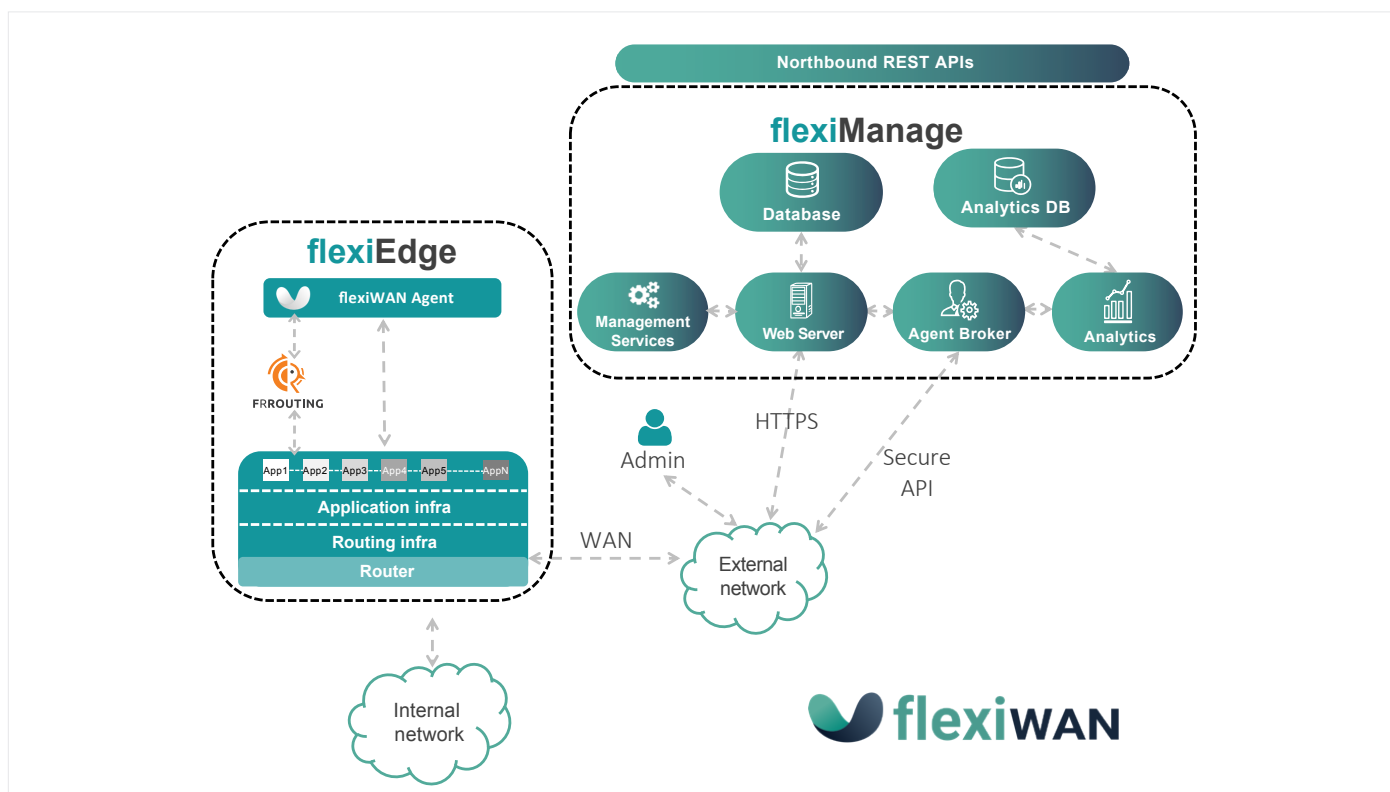 Northbound REST APIs
flexiManage
Database
Analytics DB
Management
Services
Web Server
Agent Broker
Analytics
flexiEdge
flexiWAN Agent
FRROUTING
App1
App2
App3
App4
App5
AppN
Application infra
Routing infra
Router
Admin
HTTPS
Secure
API
WAN
External
network
Internal
network
flexiWAN